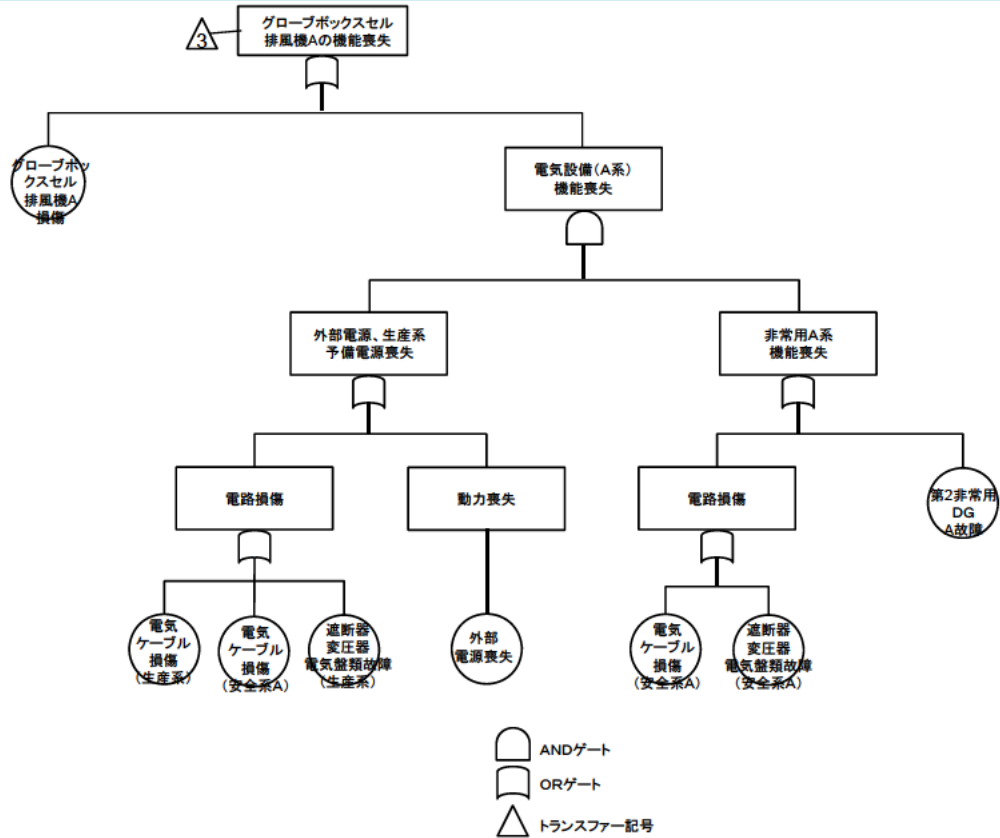 グローブボックスセル
排風機Aの機能喪失
3
グローブボッ
クスセル
排風機A
損傷
電気設備(A系)
機能喪失
外部電源、生産系
予備電源喪失
非常用A系
機能喪失
電路損傷
動力喪失
電路損傷
第2非常用
DG
A故障
電気
ケーブル
損傷
(生産系)
電気
ケーブル
損傷
(安全系A)
遮断器
変圧器
電気盤類故障
(生産系)
外部
電源喪失
電気
ケーブル
損傷
(安全系A)
遮断器
変圧器
電気盤類故障
(安全系A)
ANDゲート
ORゲート
トランスファー記号